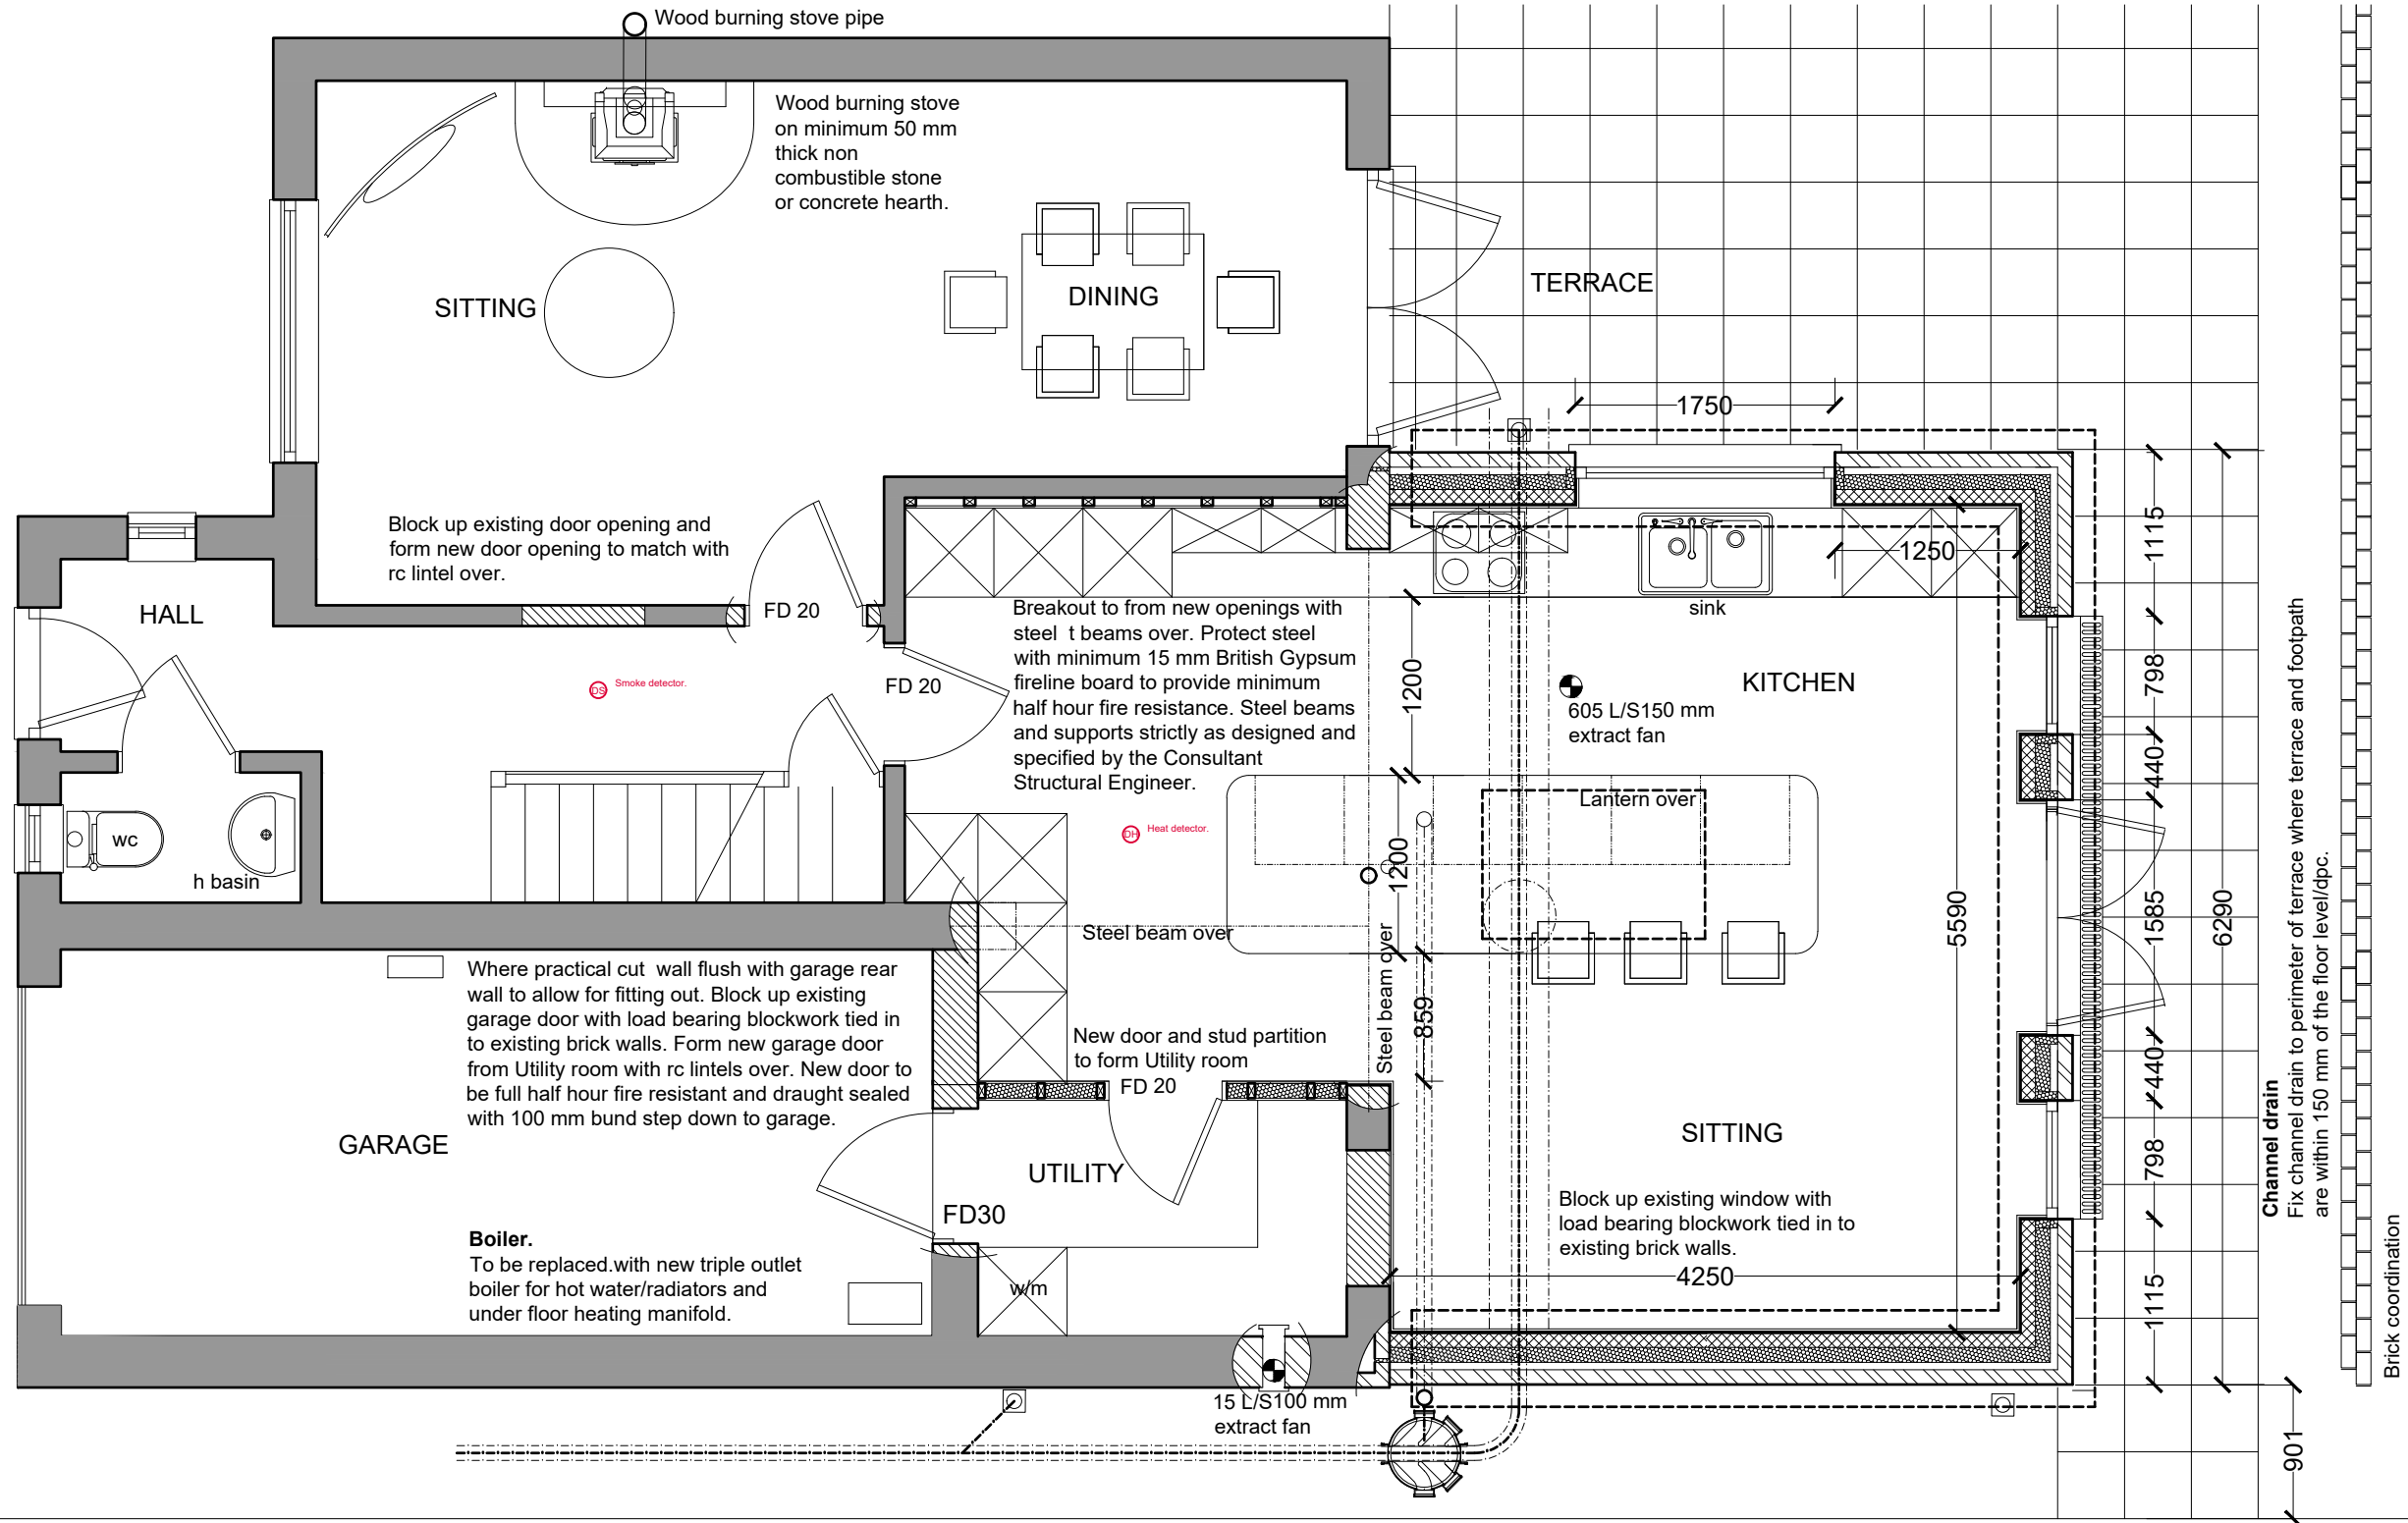 Wood burning stove pipe
Wood burning stove
on minimum 50 mm
thick non
combustible stone
or concrete hearth.
SITTING
DINING
TERRACE
1750
Block up existing door opening and
form new door opening to match with
rc lintel over.
HALL
FD 20
FD 20
DS
Smoke detector.
Breakout to from new openings with
steel t beams over. Protect steel
with minimum 15 mm British Gypsum
fireline board to provide minimum
half hour fire resistance. Steel beams
and supports strictly as designed and
specified by the Consultant
Structural Engineer.
sink
1250
KITCHEN
605 L/S150 mm
extract fan
1200
1200
859
Lantern over
DH
Heat detector.
wc
h basin
Steel beam over
Steel beam over
5590
1115
798
440
1585
440
798
1115
6290
901
Where practical cut wall flush with garage rear
wall to allow for fitting out. Block up existing
garage door with load bearing blockwork tied in
to existing brick walls. Form new garage door
from Utility room with rc lintels over. New door to
be full half hour fire resistant and draught sealed
with 100 mm bund step down to garage.
New door and stud partition
to form Utility room
FD 20
GARAGE
UTILITY
FD30
SITTING
Block up existing window with
load bearing blockwork tied in to
existing brick walls.
4250
Boiler.
To be replaced.with new triple outlet
boiler for hot water/radiators and
under floor heating manifold.
w/m
15 L/S100 mm
extract fan
Channel drain
Fix channel drain to perimeter of terrace where terrace and footpath
are within 150 mm of the floor level/dpc.
Brick coordination